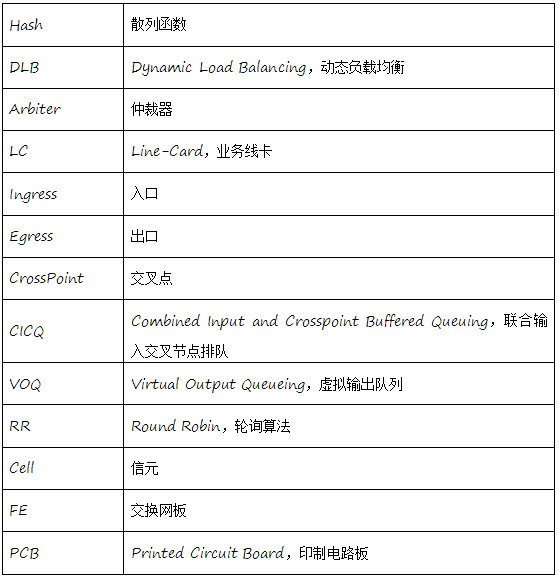 Hash 散列函数
DLB Dynamic Load Balancing，动态负载均衡
Arbiter 仲裁器
LC Line-Card，业务线卡
Ingress 入口
Egress 出口
CrossPoint 交叉点
CICQ Combined Input and Crosspoint Buffered Queuing，联合输
入交叉节点排队
VOQ Virtual Output Queueing，虚拟输出队列
RR Round Robin，轮询算法
Cell 信元
FE 交换网板
PCB Printed Circuit Board，印制电路板